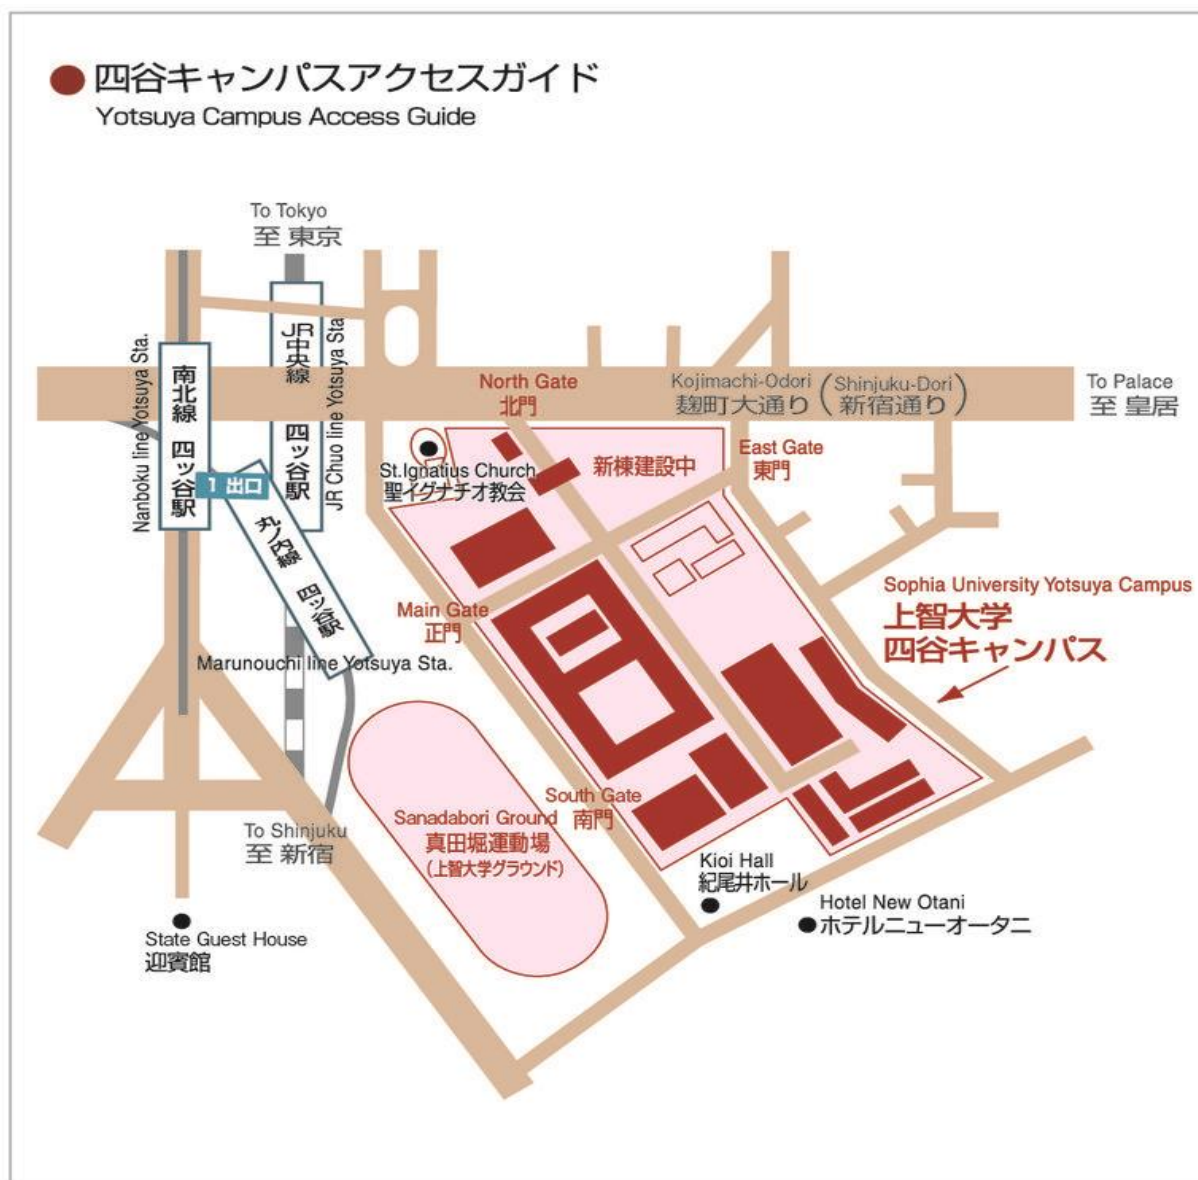 四谷キャンパスアクセスガイド
Yotsuya Campus Access Guide
To Tokyo
至 東京
Nanboku line Yotsuya Sta.
南北線 四ッ谷駅
JR中央線 四ッ谷駅
JR Chuo line Yotsuya Sta
1 出口
丸ノ内線 四ッ谷駅
Marunouchi line Yotsuya Sta.
North Gate
北門
Kojimachi-Odori
麹町大通り
(Shinjuku-Dori)
(新宿通り)
To Palace
至 皇居
St.Ignatius Church
聖イグナチオ教会
新棟建設中
East Gate
東門
Main Gate
正門
Sophia University Yotsuya Campus
上智大学
四谷キャンパス
South Gate
南門
Sanadabori Ground
真田堀運動場
(上智大学グラウンド)
To Shinjuku
至 新宿
Kioi Hall
紀尾井ホール
Hotel New Otani
ホテルニューオータニ
State Guest House
迎賓館